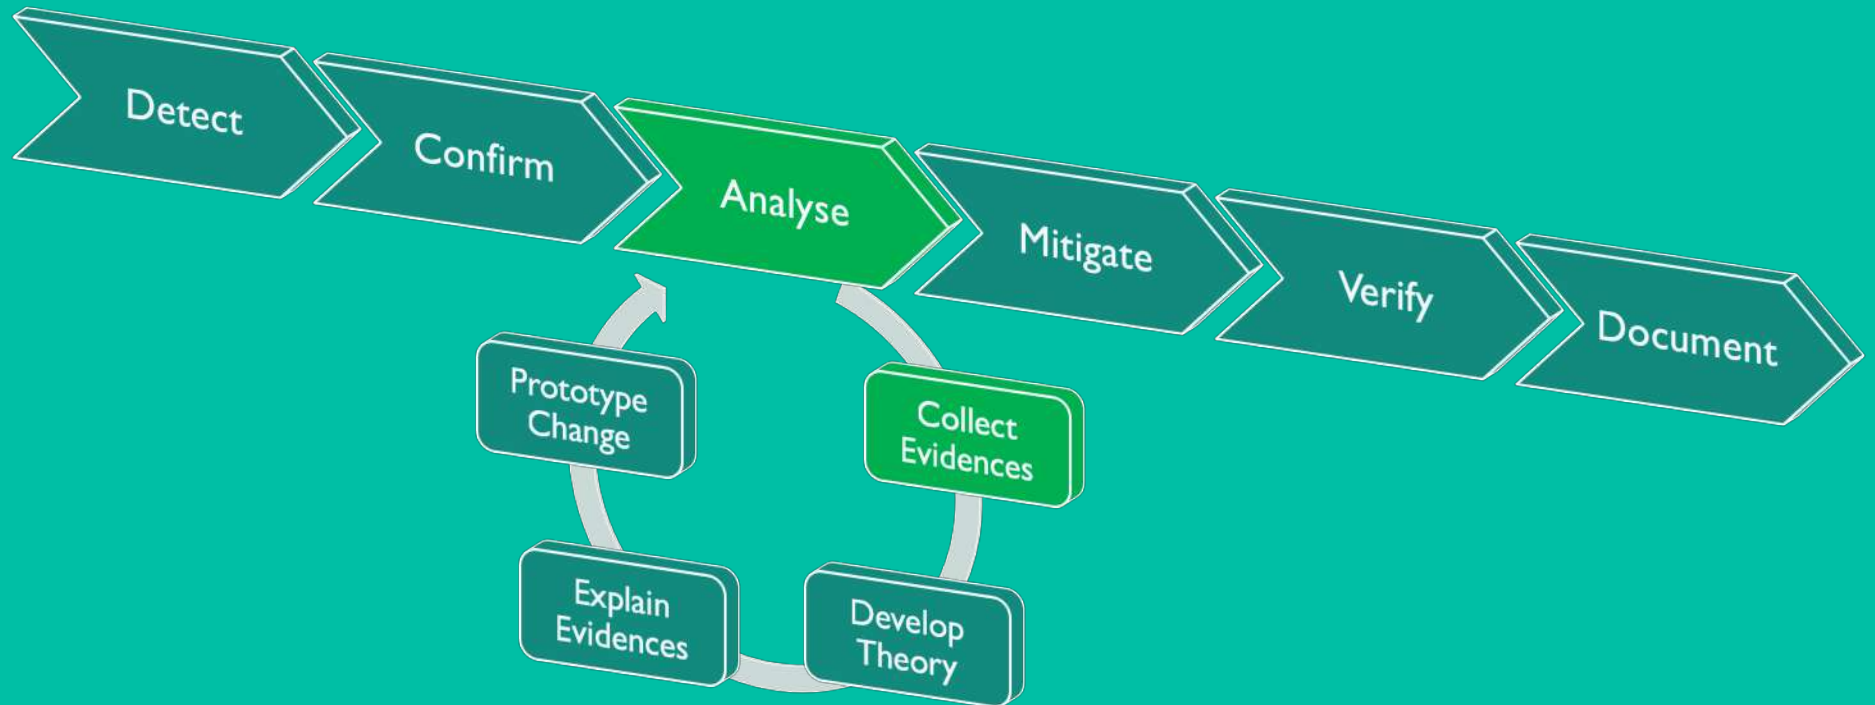 Detect
Confirm
Analyse
Mitigate
Verify
Document
Collect
Evidences
Develop
Theory
Explain
Evidences
Prototype
Change